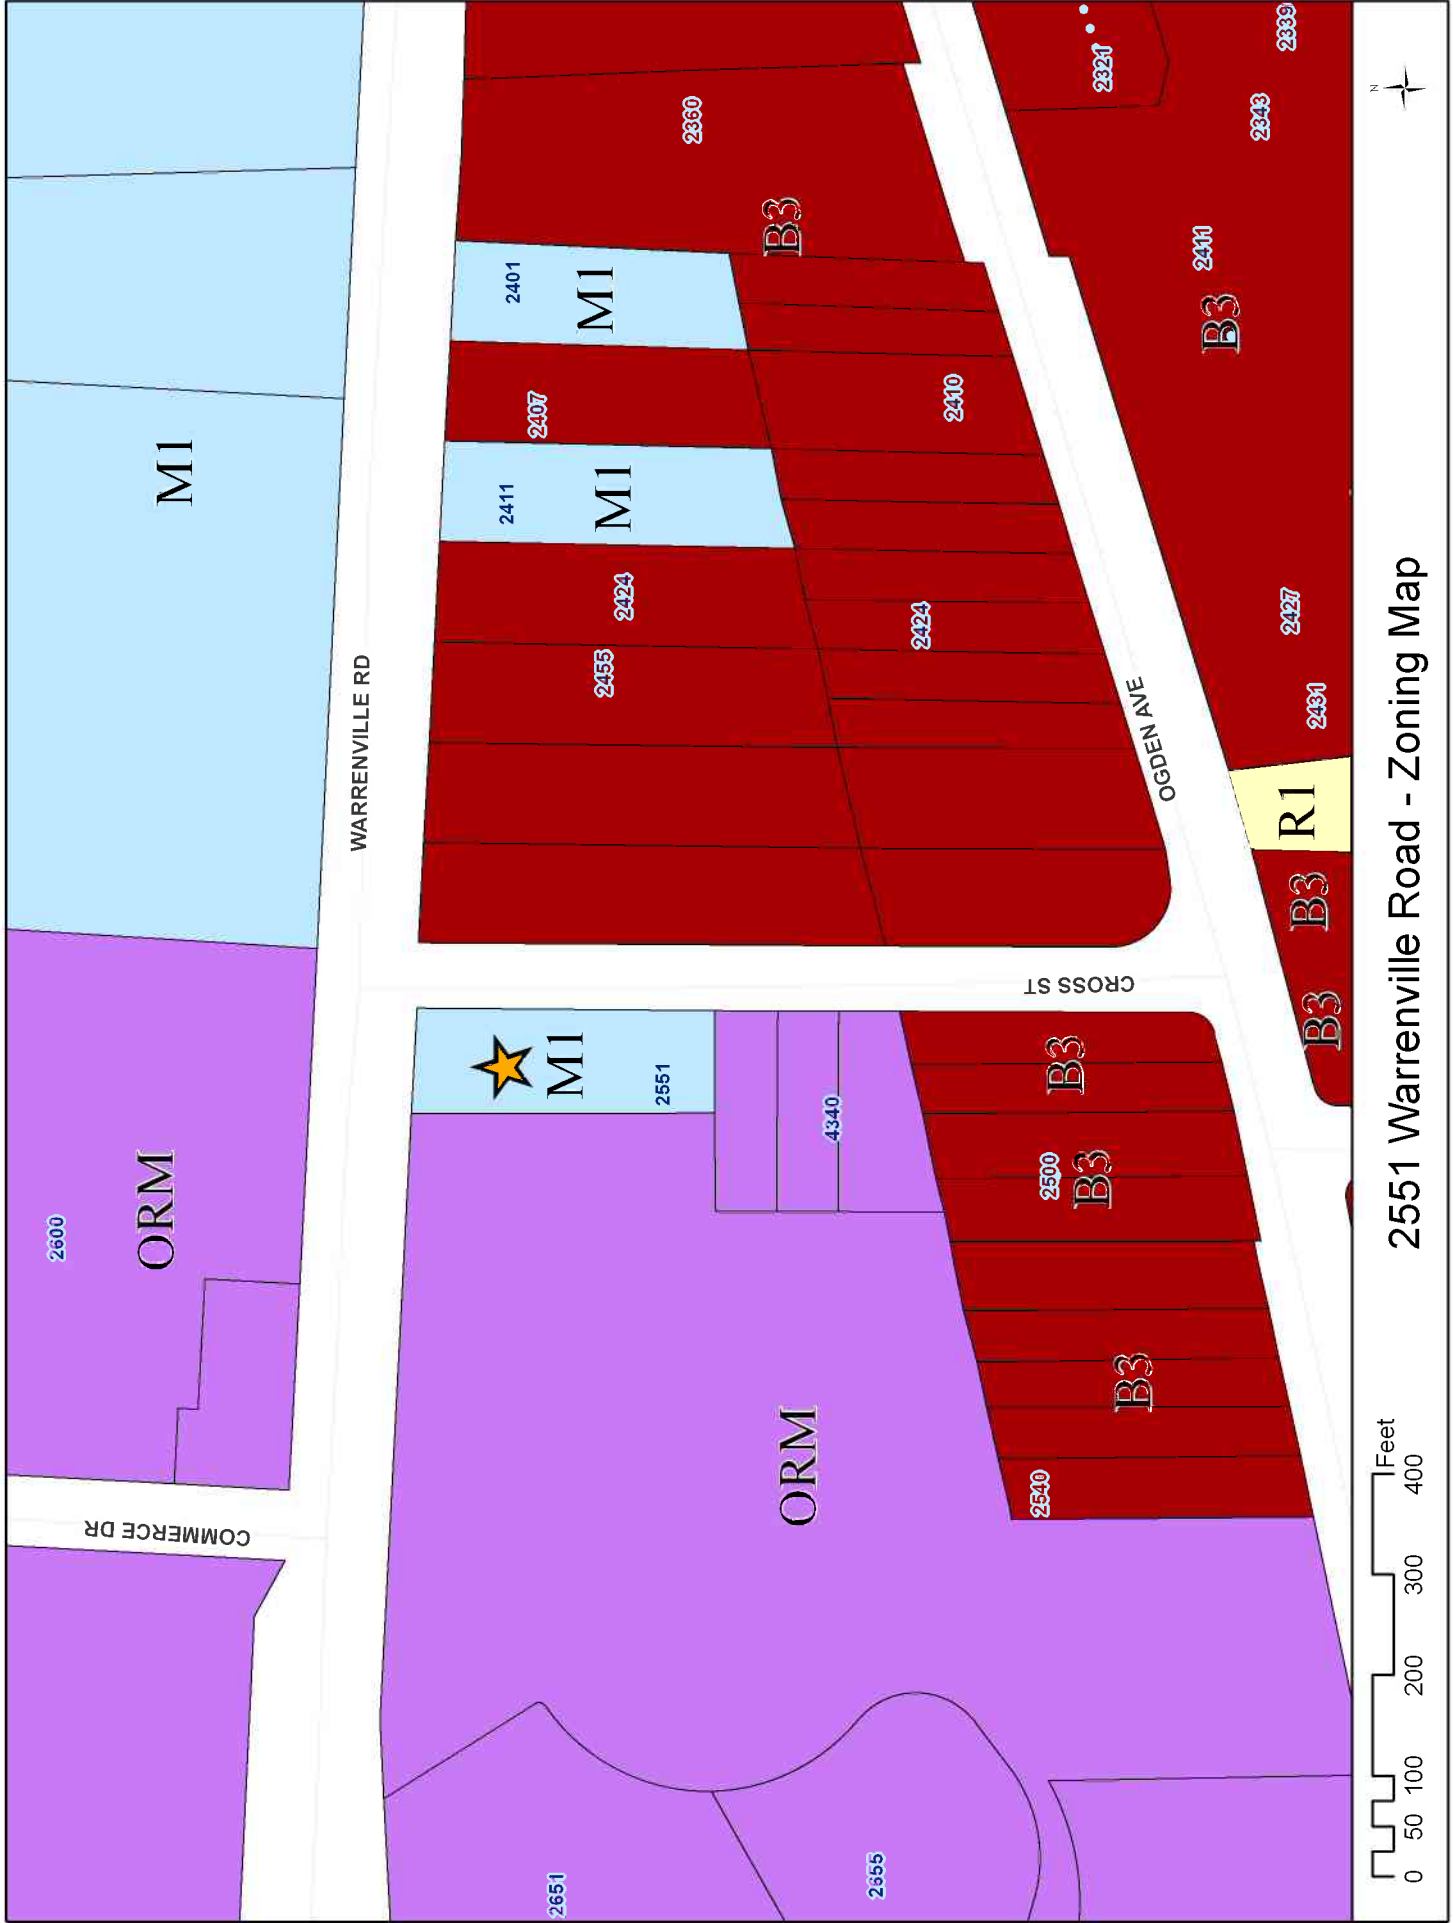 2600
COMMERCE DR
ORM
M1
WARRENVILLE RD
2411
2401
2407
2651
M1
M1
M1
2455
2424
2551
2360
B3
ORM
4340
2655
2424
2410
2540
2500
B3
B3
CROSS ST
2321
B3
OGDEN AVE
2411
B3
2343
2339
2427
R1
B3
2431
B3
N
Feet
0 50 100 200 300 400
2551 Warrenville Road - Zoning Map